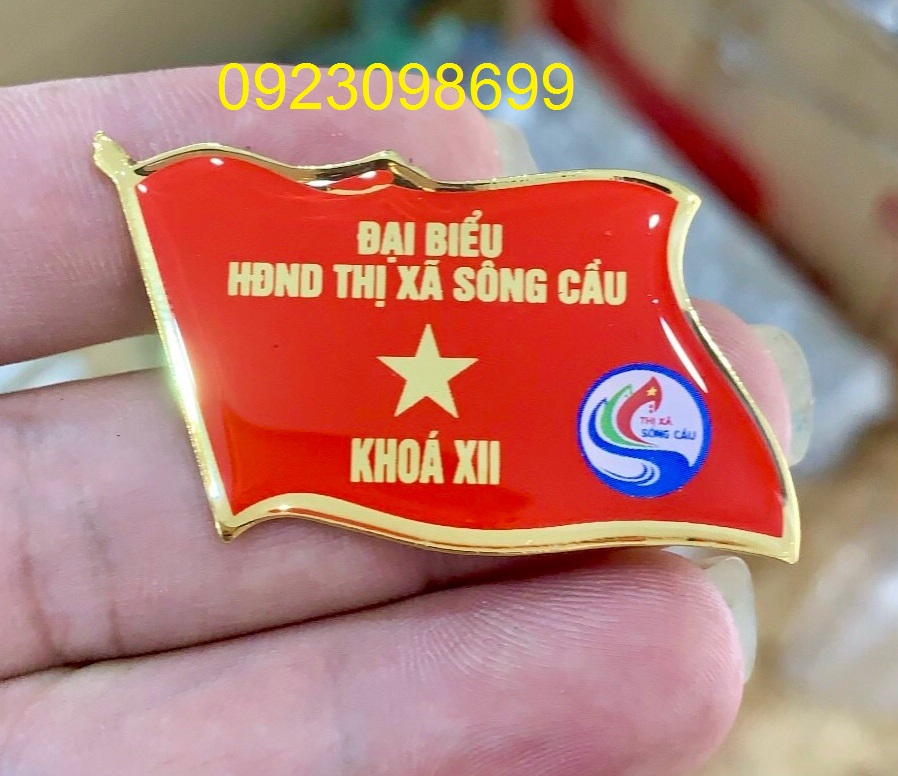 0923098699
ĐẠI BIỂU
HĐND THỊ XÃ SÔNG CẦU
KHOÁ XII
THỊ XÃ
SÔNG CẦU